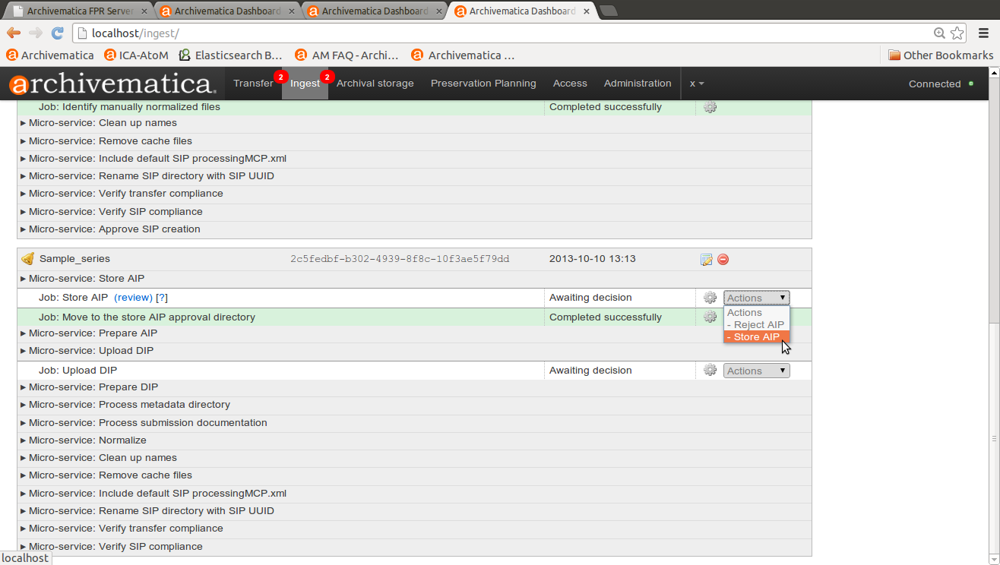 Archivematica FPR Server
Archivematica Dashboard
Archivematica Dashboard
Archivematica Dashboard
localhost/ingest/
Archivematica
ICA-AtoM
Elasticsearch B...
AM FAQ - Archi...
Archivematica ...
Other Bookmarks
archivematica.
Transfer 2
Ingest 2
Archival storage
Preservation Planning
Access
Administration
x
Connected
Job: Identify manually normalized files Completed successfully
Micro-service: Clean up names
Micro-service: Remove cache files
Micro-service: Include default SIP processingMCP.xml
Micro-service: Rename SIP directory with SIP UUID
Micro-service: Verify transfer compliance
Micro-service: Verify SIP compliance
Micro-service: Approve SIP creation
Sample_series 2c5fedbf-b302-4939-8f8c-10f3ae5f79dd 2013-10-10 13:13
Micro-service: Store AIP
Job: Store AIP (review) [?] Awaiting decision Actions
Actions
- Reject AIP
- Store AIP
Job: Move to the store AIP approval directory Completed successfully
Micro-service: Prepare AIP
Micro-service: Upload DIP
Job: Upload DIP Awaiting decision Actions
Micro-service: Prepare DIP
Micro-service: Process metadata directory
Micro-service: Process submission documentation
Micro-service: Normalize
Micro-service: Clean up names
Micro-service: Remove cache files
Micro-service: Include default SIP processingMCP.xml
Micro-service: Rename SIP directory with SIP UUID
Micro-service: Verify transfer compliance
Micro-service: Verify SIP compliance
localhost